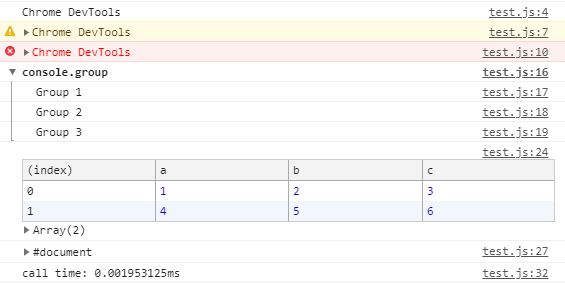 Chrome DevTools test.js:4
Chrome DevTools test.js:7
Chrome DevTools test.js:10
console.group test.js:16
Group 1 test.js:17
Group 2 test.js:18
Group 3 test.js:19
test.js:24
(index) a b c
0 1 2 3
1 4 5 6
Array(2)
#document test.js:27
call time: 0.001953125ms test.js:32